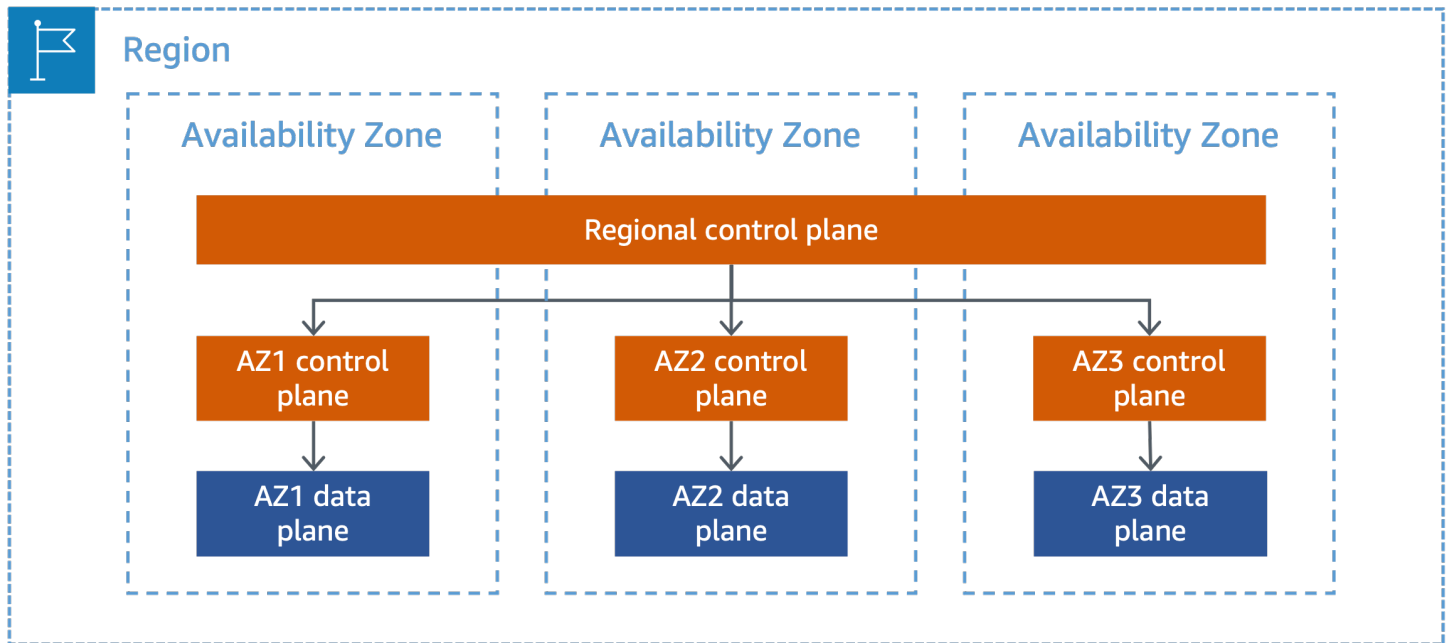 Region
Availability Zone
Availability Zone
Availability Zone
Regional control plane
AZ1 control
plane
AZ2 control
plane
AZ3 control
plane
AZ1 data
plane
AZ2 data
plane
AZ3 data
plane